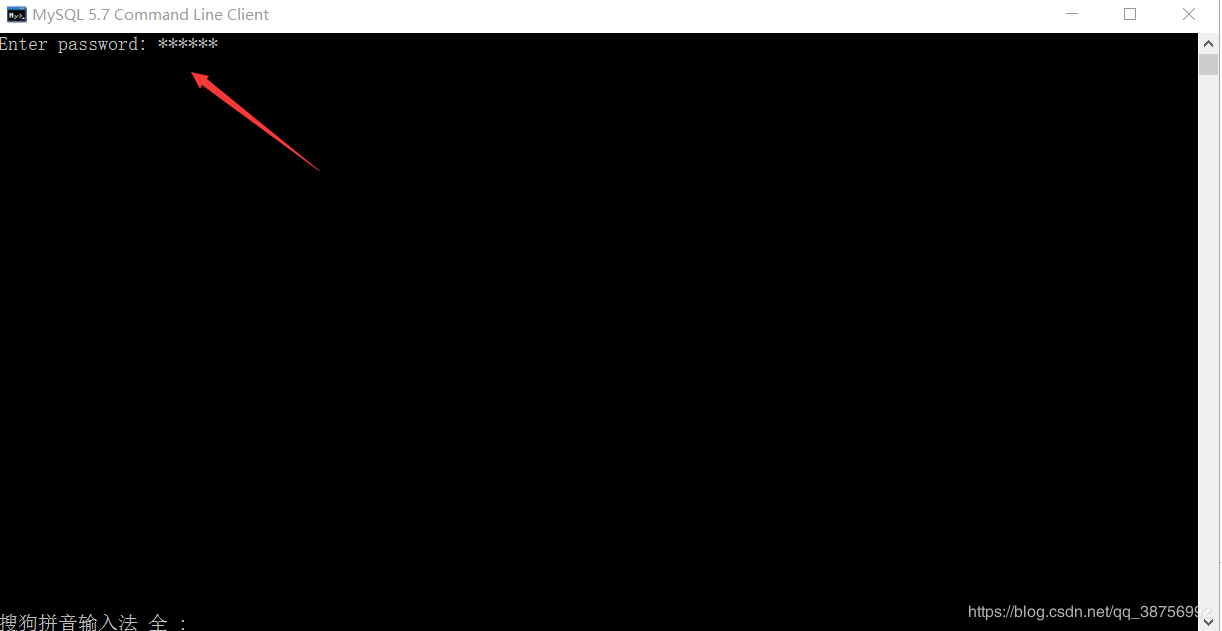 MySQL 5.7 Command Line Client
Enter password: ******
搜狗拼音输入法 全 :
https://blog.csdn.net/qq_38756992